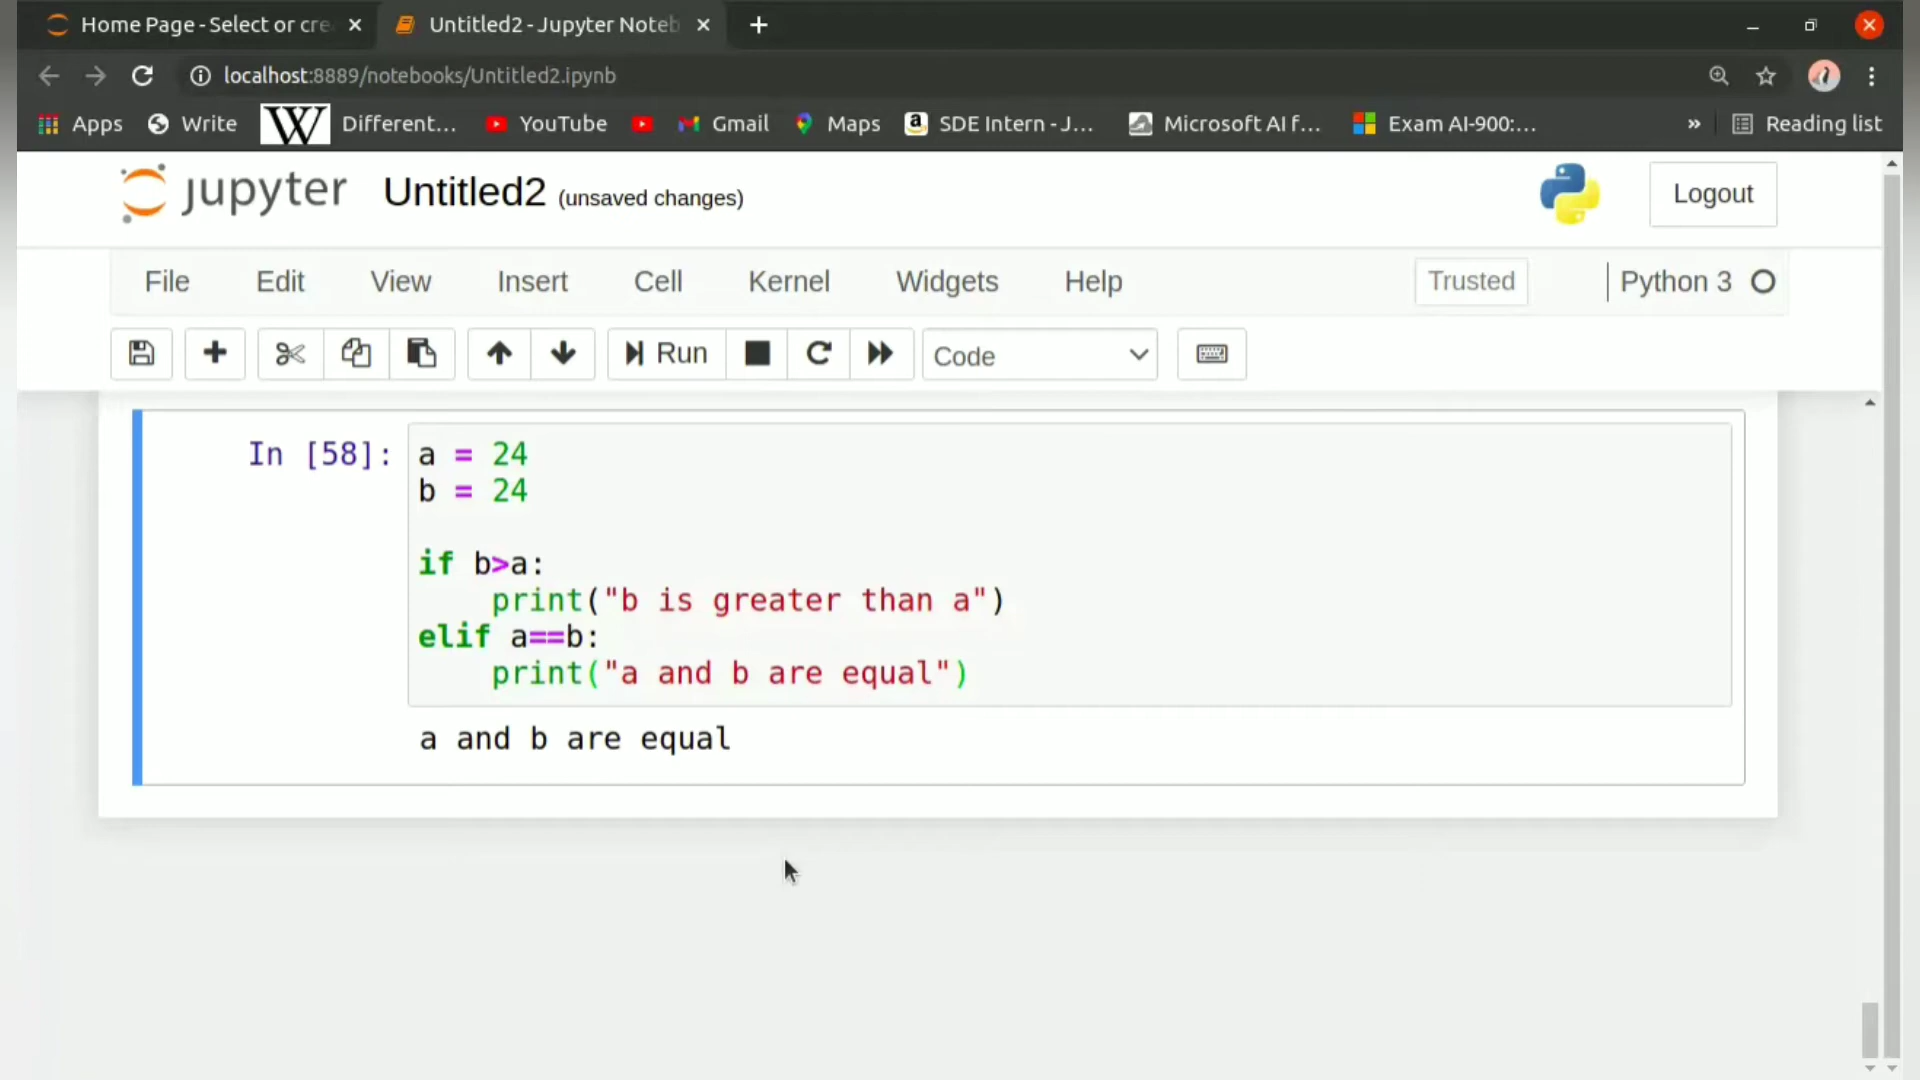 Home Page - Select or cre
Untitled2 - Jupyter Noteb
localhost:8889/notebooks/Untitled2.ipynb
Apps Write W Different... YouTube Gmail Maps SDE Intern - J... Microsoft AI f... Exam AI-900:... » Reading list
jupyter Untitled2 (unsaved changes) Logout
File Edit View Insert Cell Kernel Widgets Help Trusted Python 3
Run Code
In [58]: a = 24
b = 24
if b>a:
print("b is greater than a")
elif a==b:
print("a and b are equal")
a and b are equal